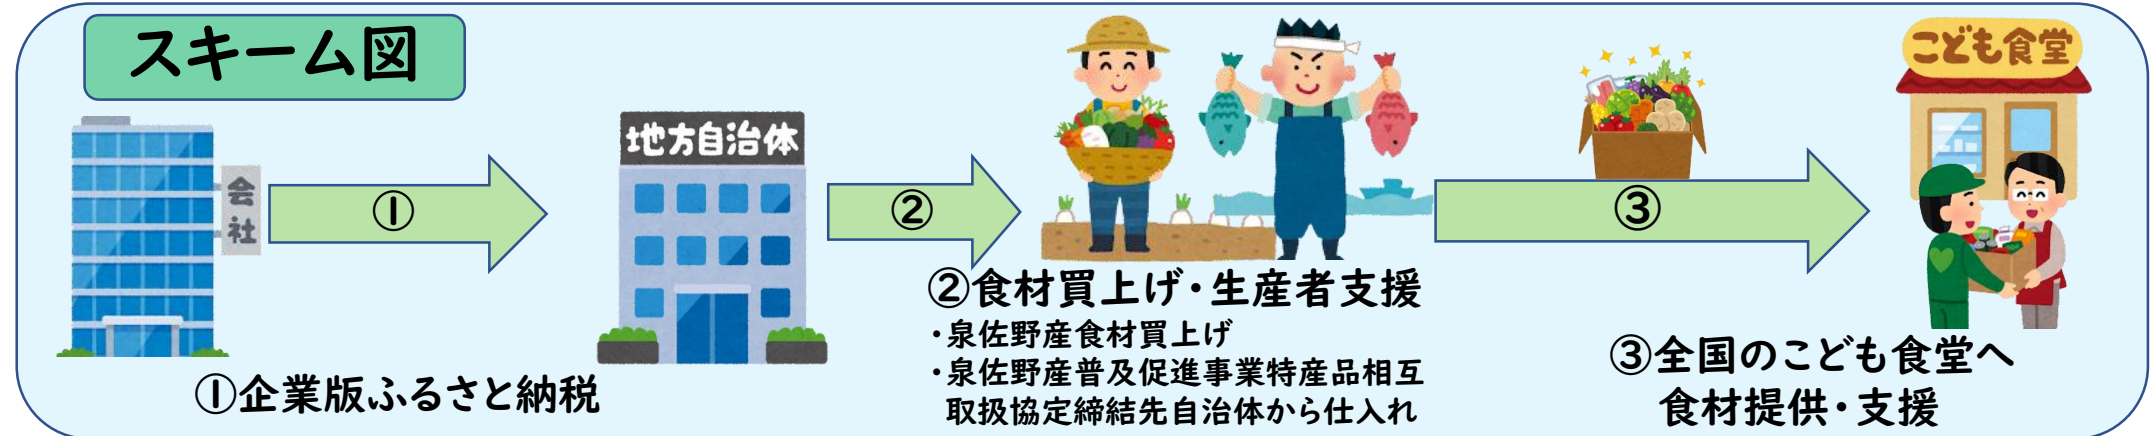 スキーム図
会社
①
地方自治体
②
③
こども食堂
①企業版ふるさと納税
②食材買上げ・生産者支援
・泉佐野産食材買上げ
・泉佐野産普及促進事業特産品相互
取扱協定締結先自治体から仕入れ
③全国のこども食堂へ
食材提供・支援